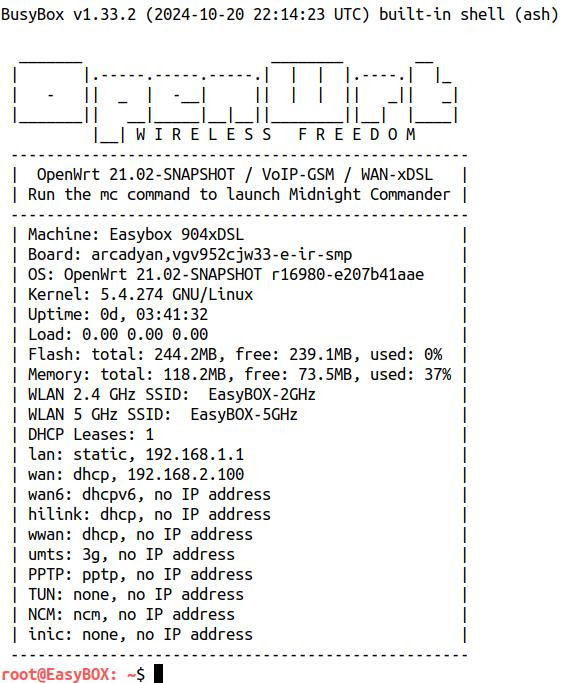 BusyBox v1.33.2 (2024-10-20 22:14:23 UTC) built-in shell (ash)
OpenWrt
W I R E L E S S   F R E E D O M
-----------------------------------------------------
| OpenWrt 21.02-SNAPSHOT / VoIP-GSM / WAN-xDSL |
| Run the mc command to launch Midnight Commander |
-----------------------------------------------------
| Machine: Easybox 904xDSL |
| Board: arcadyan,vgv952cjw33-e-ir-smp |
| OS: OpenWrt 21.02-SNAPSHOT r16980-e207b41aae |
| Kernel: 5.4.274 GNU/Linux |
| Uptime: 0d, 03:41:32 |
| Load: 0.00 0.00 0.00 |
| Flash: total: 244.2MB, free: 239.1MB, used: 0% |
| Memory: total: 118.2MB, free: 73.5MB, used: 37% |
| WLAN 2.4 GHz SSID:  EasyBOX-2GHz |
| WLAN 5 GHz SSID:  EasyBOX-5GHz |
| DHCP Leases: 1 |
| lan: static, 192.168.1.1 |
| wan: dhcp, 192.168.2.100 |
| wan6: dhcpv6, no IP address |
| hilink: dhcp, no IP address |
| wwan: dhcp, no IP address |
| umts: 3g, no IP address |
| PPTP: pptp, no IP address |
| TUN: none, no IP address |
| NCM: ncm, no IP address |
| inic: none, no IP address |
-----------------------------------------------------
root@EasyBOX: ~$